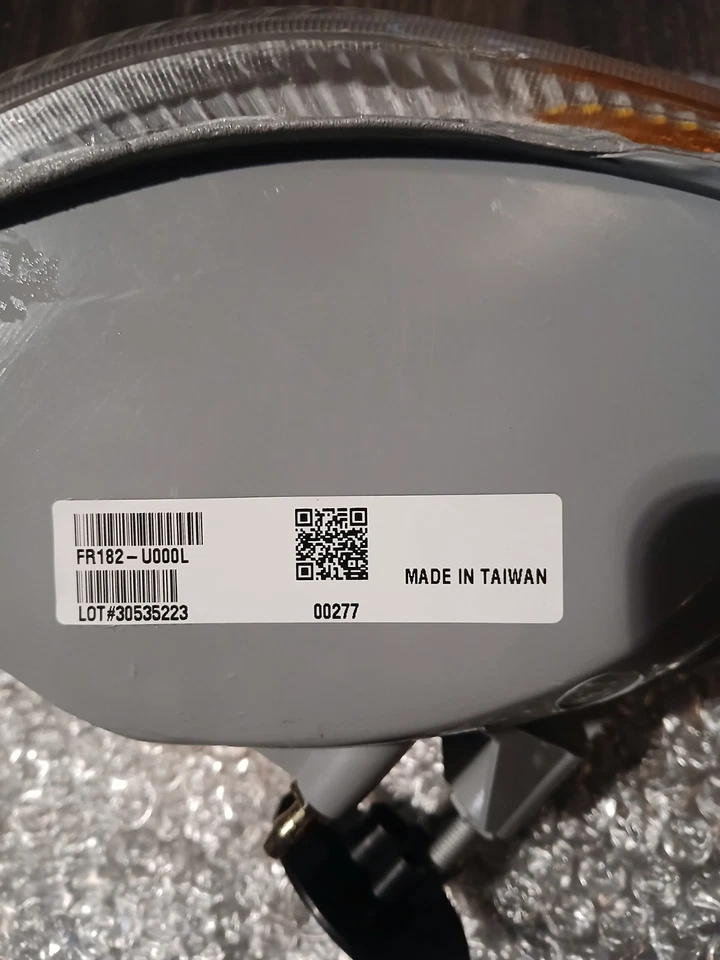 FR182-U000L
LOT#30535223
00277
MADE IN TAIWAN